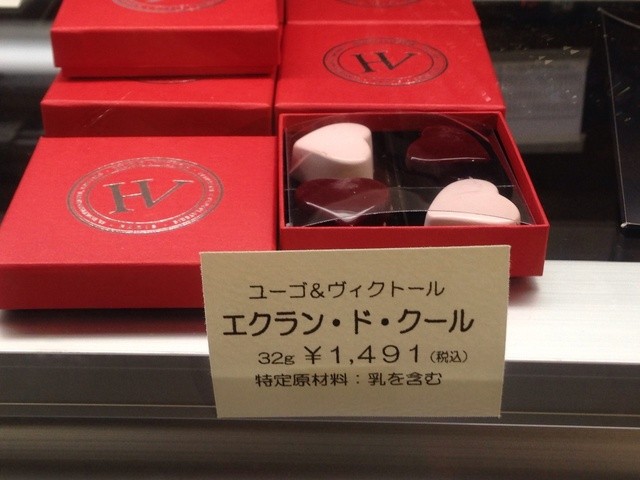 HV
HV
ユーゴ&ヴィクトール
エクラン・ド・クール
32g ¥1,491(税込)
特定原材料：乳を含む